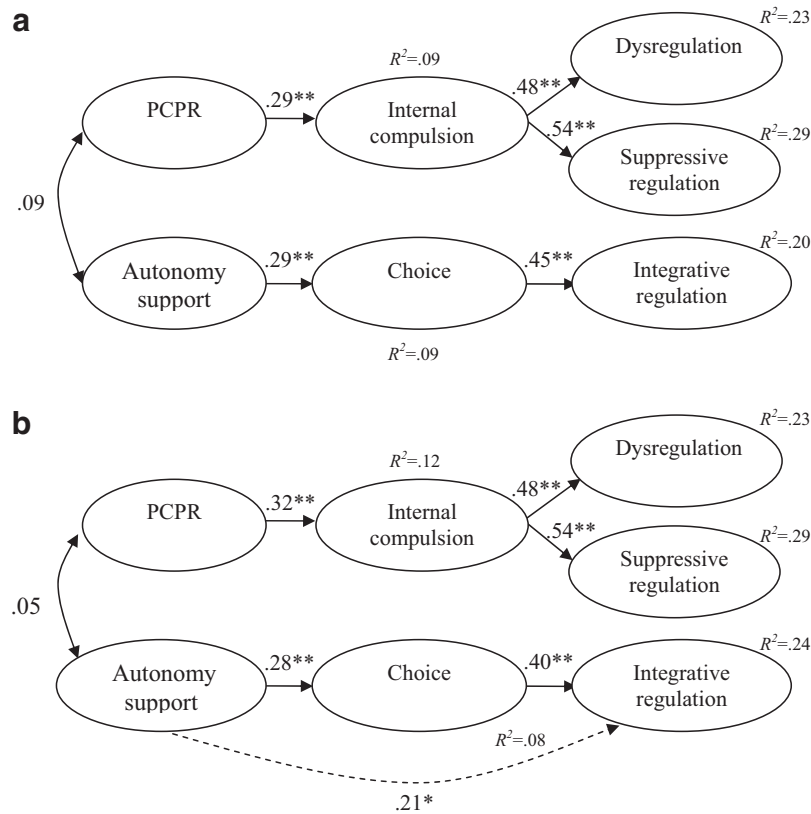 a
R²=.23
Dysregulation
R²=.09
PCPR
.29**
Internal
compulsion
.48**
.54**
R²=.29
Suppressive
regulation
.09
R²=.20
Autonomy
support
.29**
Choice
.45**
Integrative
regulation
R²=.09
b
R²=.23
Dysregulation
R²=.12
PCPR
.32**
Internal
compulsion
.48**
.54**
R²=.29
Suppressive
regulation
.05
R²=.24
Autonomy
support
.28**
Choice
.40**
Integrative
regulation
R²=.08
.21*